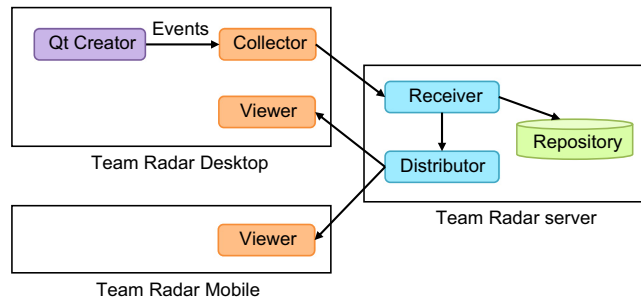 Events
Qt Creator
Collector
Viewer
Team Radar Desktop
Receiver
Repository
Distributor
Team Radar server
Viewer
Team Radar Mobile